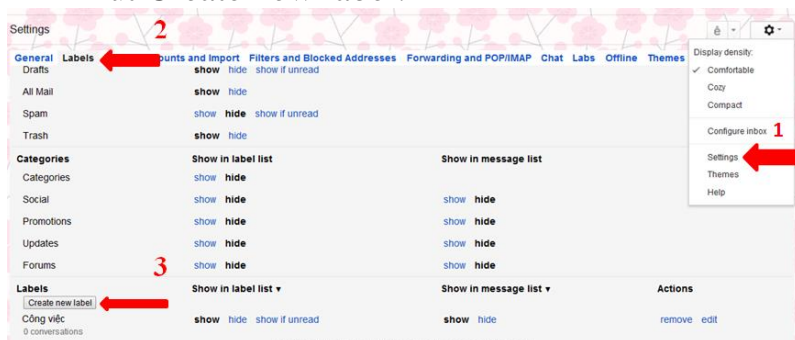 Settings 2
ê
General Labels ounts and Import Filters and Blocked Addresses Forwarding and POP/IMAP Chat Labs Offline Themes
Display density:
Comfortable
Cozy
Compact
Configure inbox 1
Settings
Themes
Help
Drafts show hide show if unread
All Mail show hide
Spam show hide show if unread
Trash show hide
Categories Show in label list Show in message list
Categories show hide
Social show hide show hide
Promotions show hide show hide
Updates show hide show hide
Forums 3 show hide show hide
Labels Show in label list ▾ Show in message list ▾ Actions
Create new label
Công việc show hide show if unread show hide remove edit
0 conversations